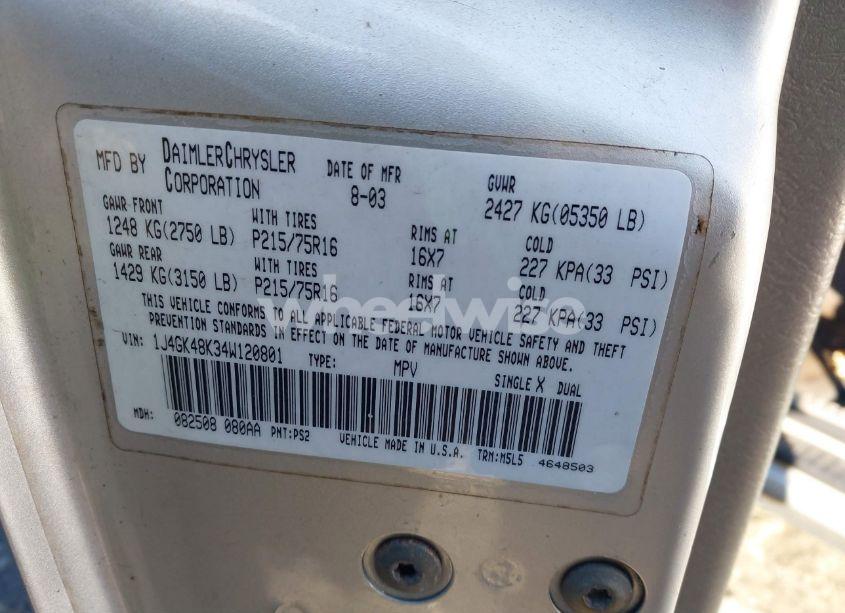 MFD BY DAIMLERCHRYSLER CORPORATION DATE OF MFR 8-03 GVWR 2427 KG(05350 LB)
GAWR FRONT WITH TIRES RIMS AT COLD
1248 KG(2750 LB) P215/75R16 16X7 227 KPA(33 PSI)
GAWR REAR WITH TIRES RIMS AT COLD
1429 KG(3150 LB) P215/75R16 16X7 227 KPA(33 PSI)
THIS VEHICLE CONFORMS TO ALL APPLICABLE FEDERAL MOTOR VEHICLE SAFETY AND THEFT
PREVENTION STANDARDS IN EFFECT ON THE DATE OF MANUFACTURE SHOWN ABOVE.
VIN: 1J4GK48K34W120801 TYPE: MPV SINGLE X DUAL
MDH: 082508 080AA PNT:PS2 VEHICLE MADE IN U.S.A. TRM:M5L5 4648503
wheelwise